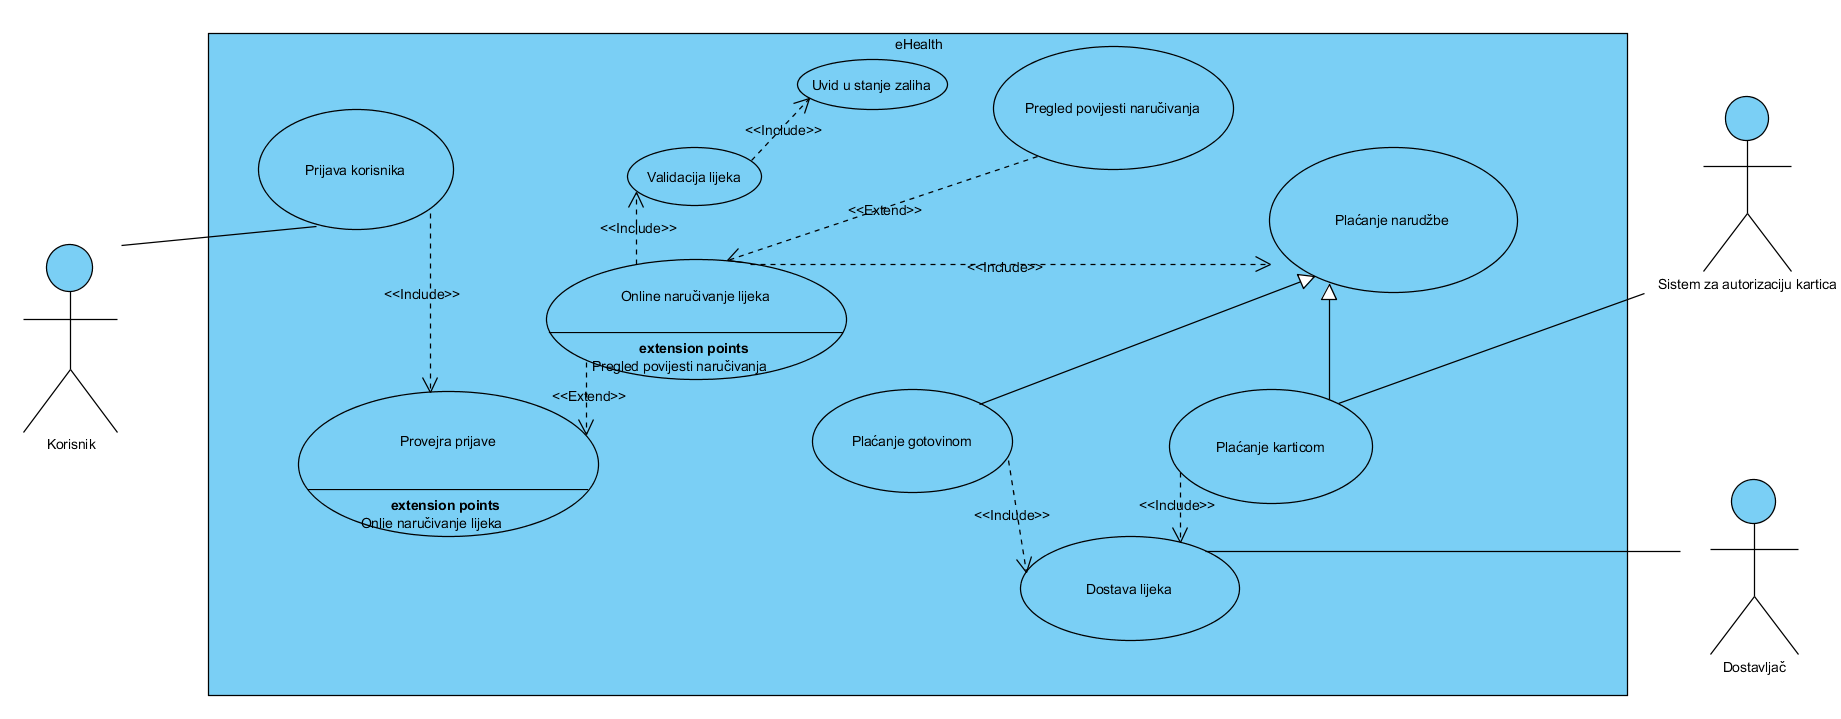 eHealth
Uvid u stanje zaliha
Pregled povijesti naručivanja
<<Include>>
Prijava korisnika
Validacija lijeka
<<Extend>>
Plaćanje narudžbe
<<Include>>
<<Include>>
Sistem za autorizaciju kartica
<<Include>>
Online naručivanje lijeka
extension points
Pregled povijesti naručivanja
<<Extend>>
Korisnik
Provejra prijave
Plaćanje gotovinom
Plaćanje karticom
extension points
Onlje naručivanje lijeka
<<Include>>
<<Include>>
Dostava lijeka
Dostavljač